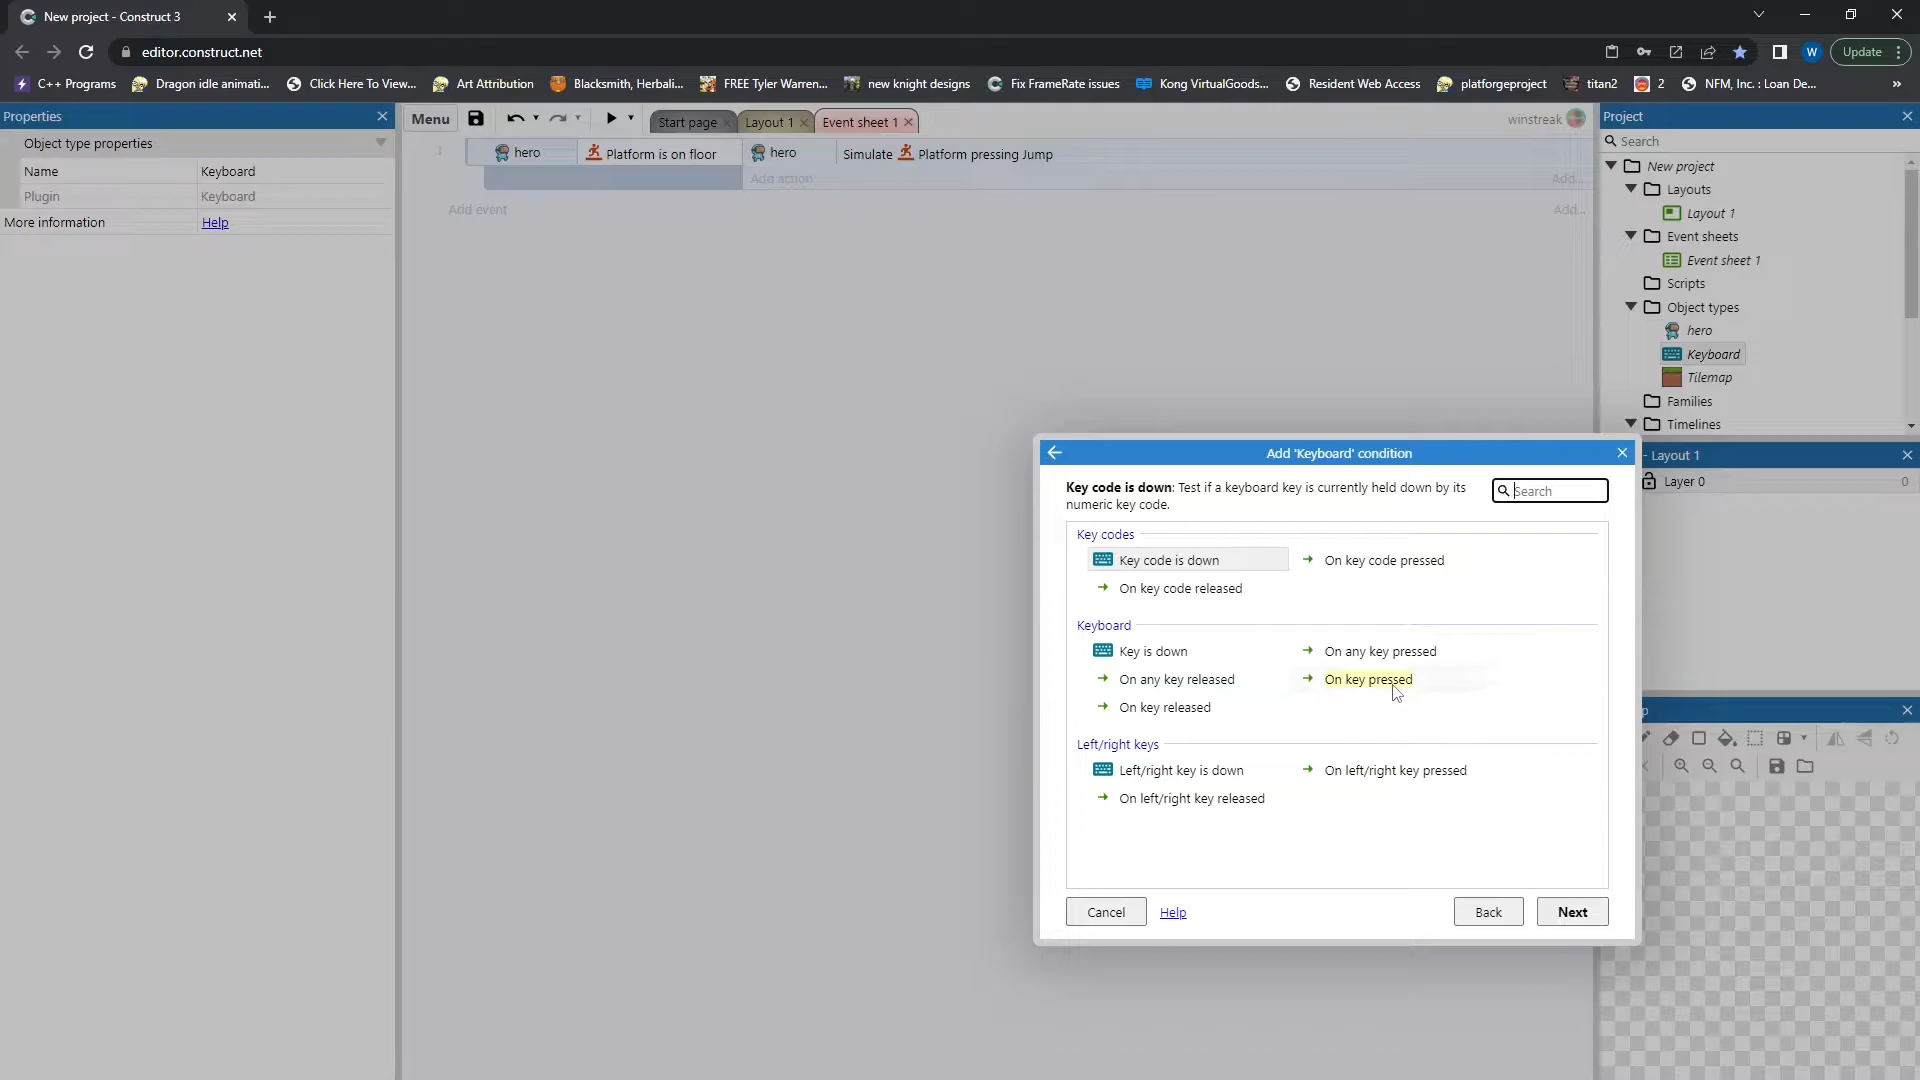 New project - Construct 3
editor.construct.net
W
Update
C++ Programs
Dragon idle animati...
Click Here To View...
Art Attribution
Blacksmith, Herbali...
FREE Tyler Warren...
new knight designs
Fix FrameRate issues
Kong VirtualGoods...
Resident Web Access
platforgeproject
titan2
2
NFM, Inc. : Loan De...
»
Properties
Object type properties
Name Keyboard
Plugin Keyboard
More information Help
Menu
Start page
Layout 1
Event sheet 1
winstreak
1
hero
Platform is on floor
hero
Simulate Platform pressing Jump
Add action
Add...
Add event
Add...
Project
Search
New project
Layouts
Layout 1
Event sheets
Event sheet 1
Scripts
Object types
hero
Keyboard
Tilemap
Families
Timelines
- Layout 1
Layer 0 0
p
Add 'Keyboard' condition
Key code is down: Test if a keyboard key is currently held down by its
numeric key code.
Search
Key codes
Key code is down
On key code pressed
On key code released
Keyboard
Key is down
On any key pressed
On any key released
On key pressed
On key released
Left/right keys
Left/right key is down
On left/right key pressed
On left/right key released
Cancel
Help
Back
Next